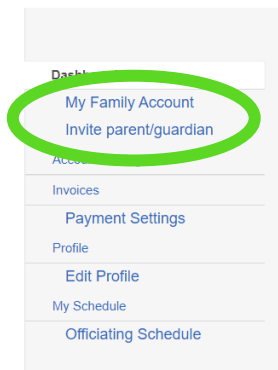 My Family Account
Invite parent/guardian
Invoices
Payment Settings
Profile
Edit Profile
My Schedule
Officiating Schedule